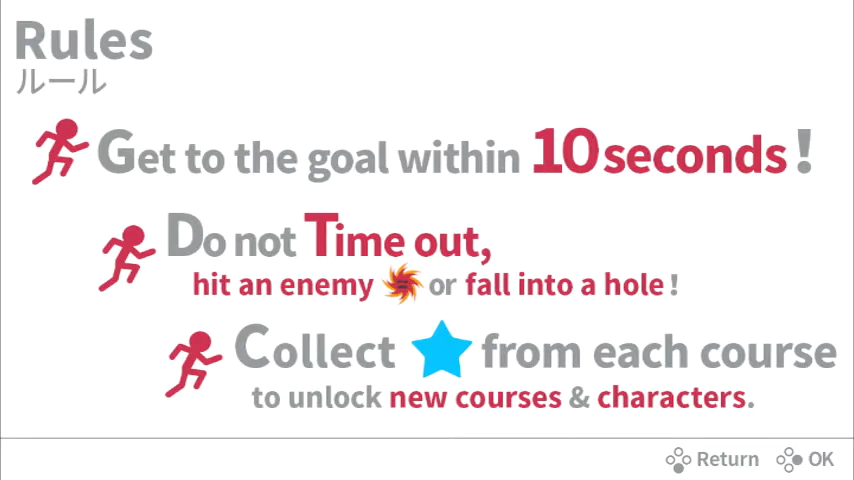 Rules
ルール
Get to the goal within 10 seconds!
Do not Time out,
hit an enemy or fall into a hole!
Collect from each course
to unlock new courses & characters.
Return OK